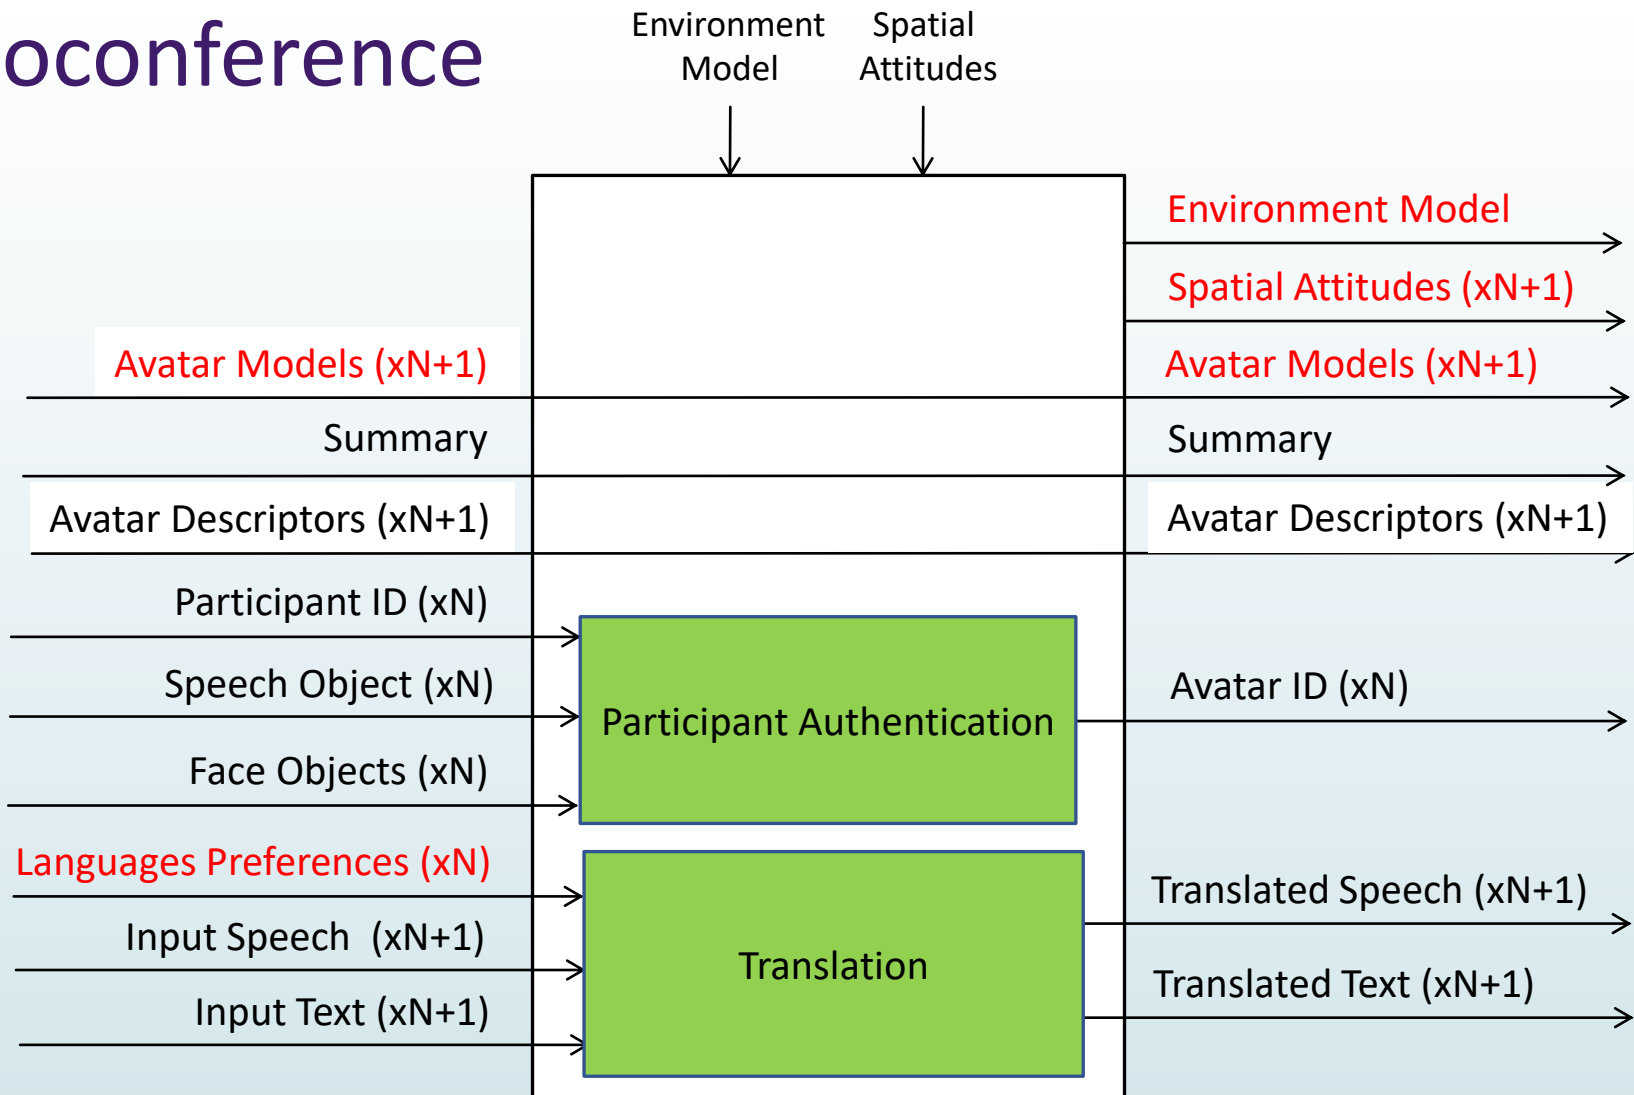 oconference
Environment
Model
Spatial
Attitudes
Environment Model
Spatial Attitudes (xN+1)
Avatar Models (xN+1)
Avatar Models (xN+1)
Summary
Summary
Avatar Descriptors (xN+1)
Avatar Descriptors (xN+1)
Participant ID (xN)
Speech Object (xN)
Face Objects (xN)
Participant Authentication
Avatar ID (xN)
Languages Preferences (xN)
Input Speech (xN+1)
Input Text (xN+1)
Translation
Translated Speech (xN+1)
Translated Text (xN+1)